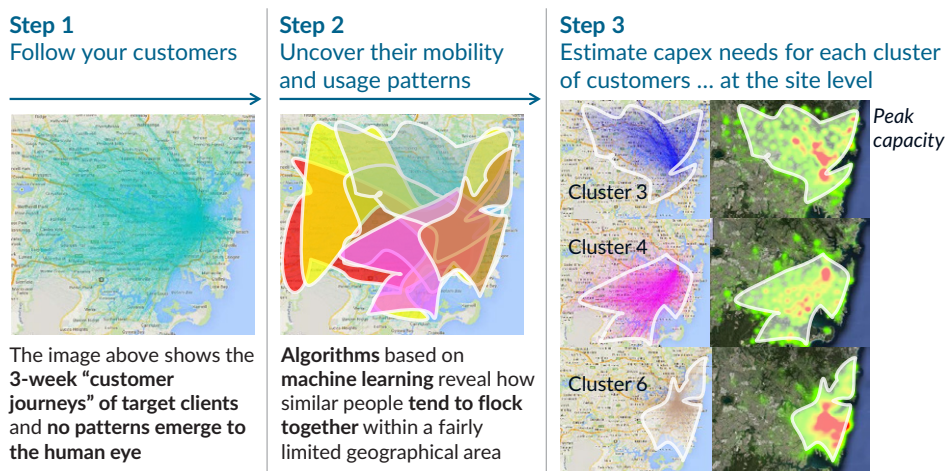 Step 1
Follow your customers
The image above shows the
3-week “customer
journeys” of target clients
and no patterns emerge to
the human eye
Step 2
Uncover their mobility
and usage patterns
Algorithms based on
machine learning reveal how
similar people tend to flock
together within a fairly
limited geographical area
Step 3
Estimate capex needs for each cluster
of customers ... at the site level
Peak
capacity
Cluster 3
Cluster 4
Cluster 6